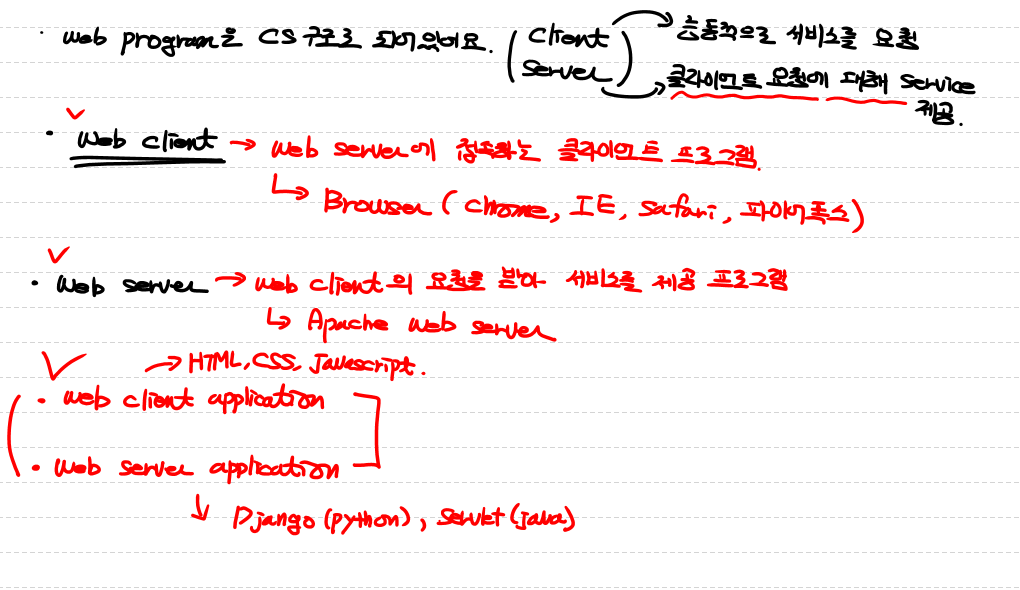 · Web program은 CS 구조로 되어있어요. ( Client → 능동적으로 서비스를 요청
Server ) → 클라이언트 요청에 대해 Service
제공.
· Web client → Web server에 접속하는 클라이언트 프로그램.
↳ Browser ( Chrome, IE, Safari, 파이어폭스)
· Web server → Web client의 요청을 받아 서비스를 제공 프로그램
↳ Apache web server
→ HTML, CSS, Javascript.
· Web client application
· Web server application
↓ Django (python), Servlet (java)